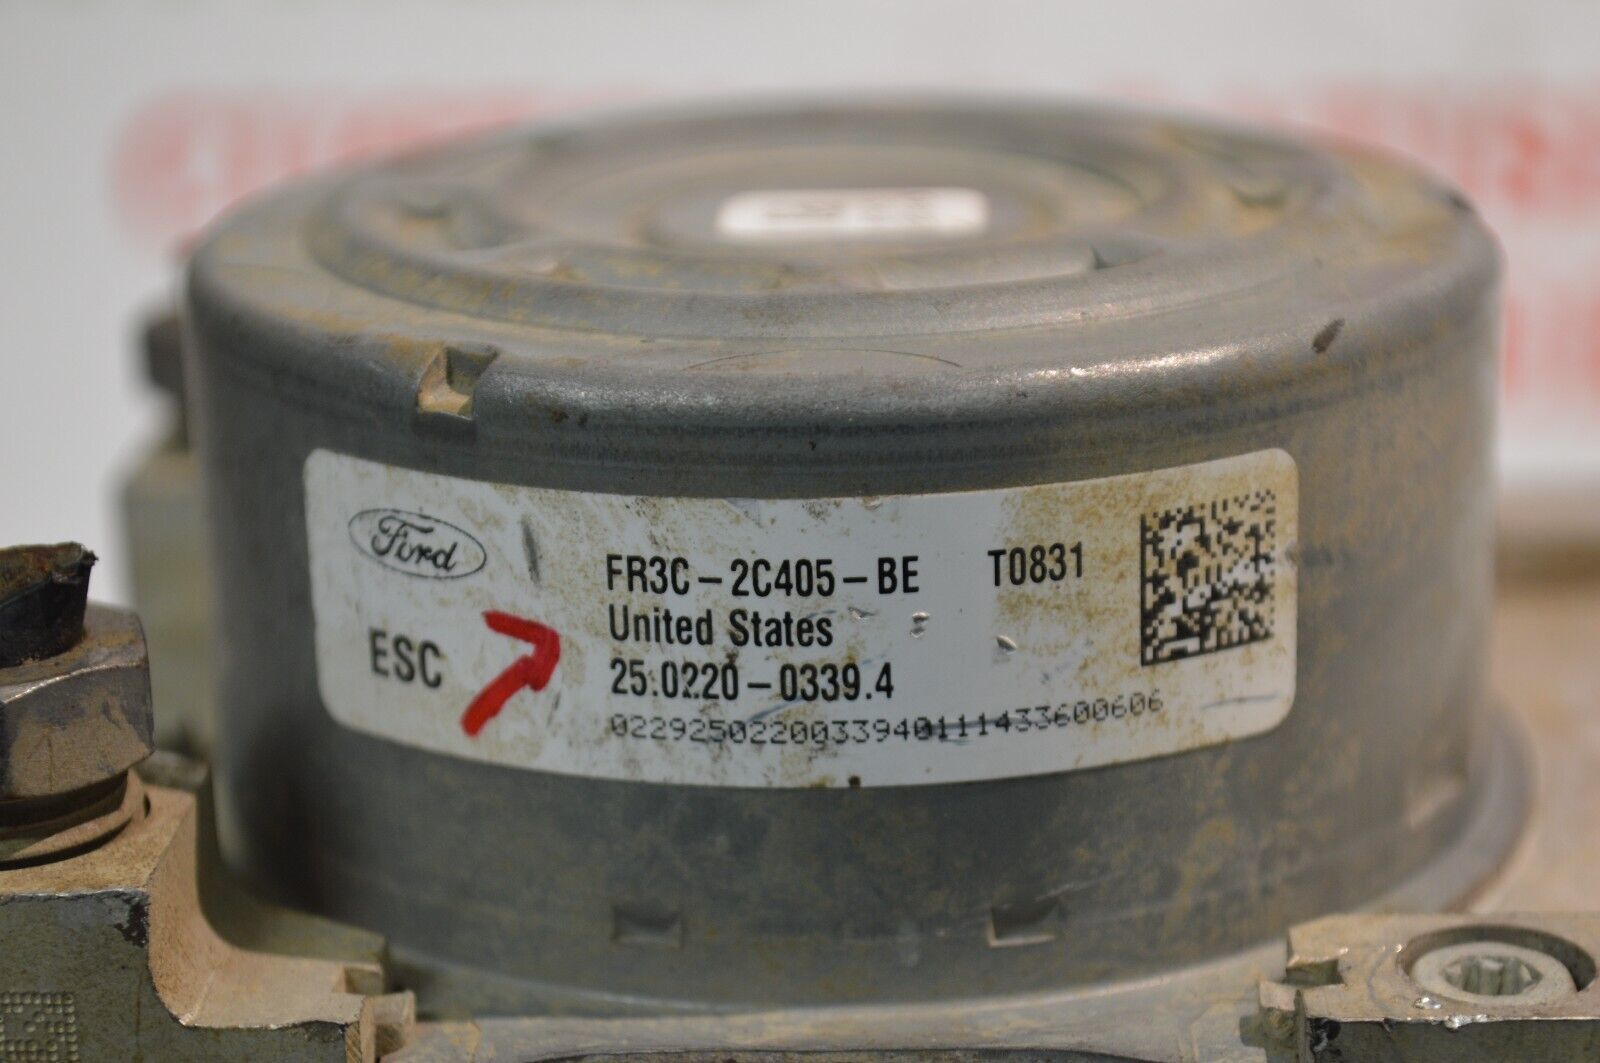 Ford
FR3C-2C405-BE T0831
United States
ESC
25.0220-0339.4
0229250220033940111433600606